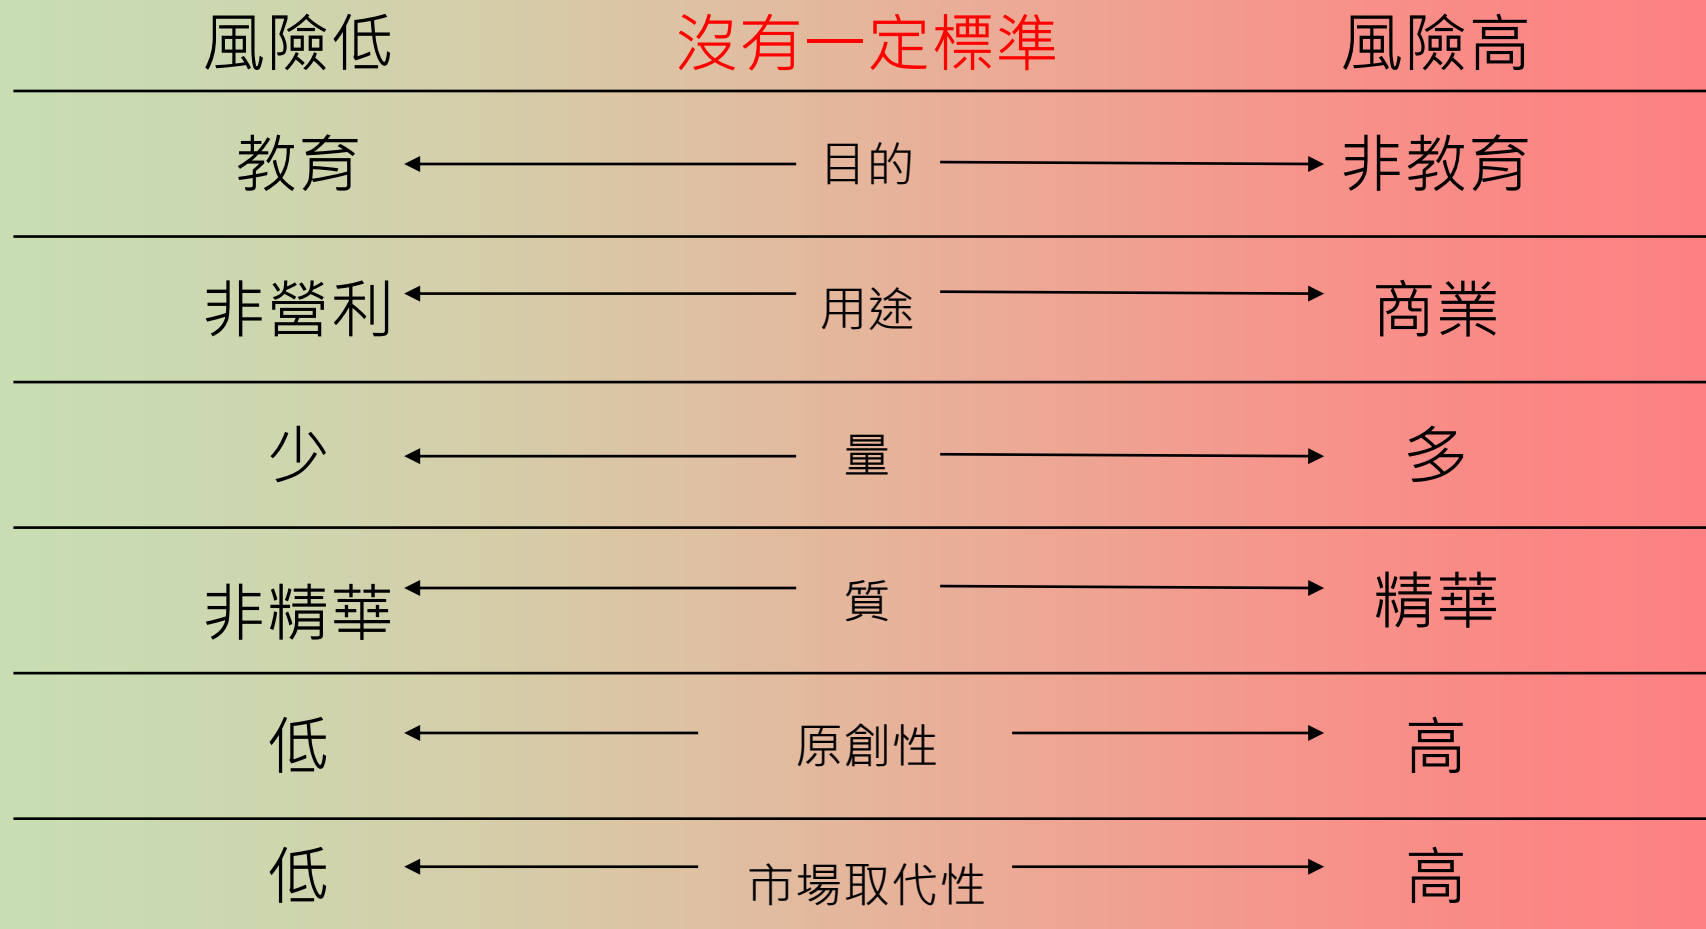 風險低 沒有一定標準 風險高
教育 目的 非教育
非營利 用途 商業
少 量 多
非精華 質 精華
低 原創性 高
低 市場取代性 高